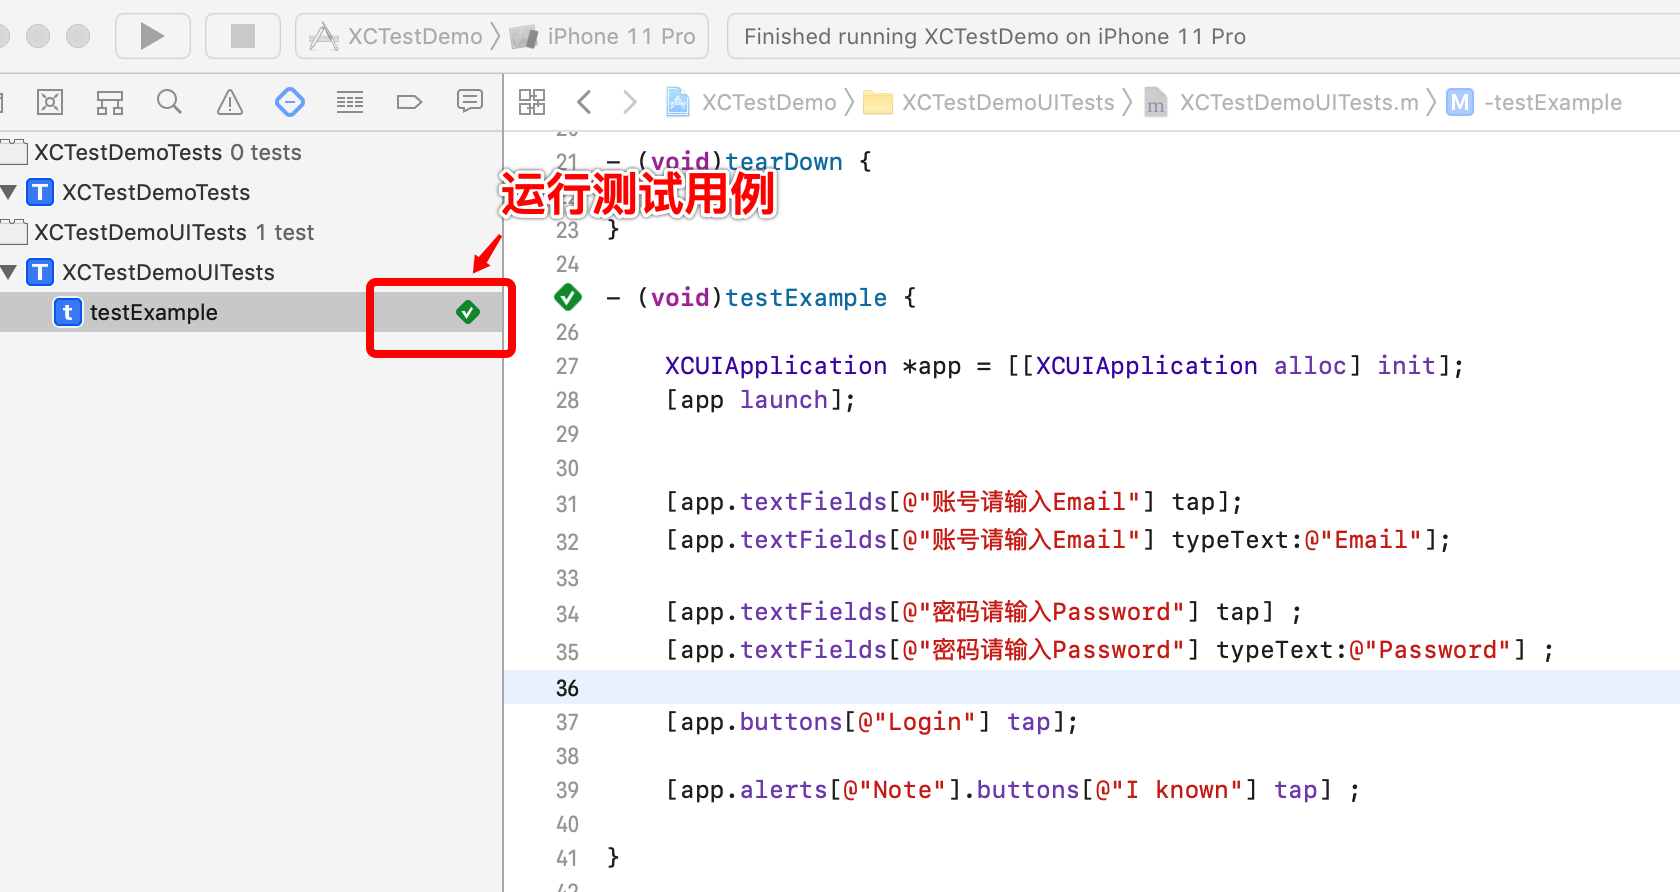 XCTestDemo iPhone 11 Pro Finished running XCTestDemo on iPhone 11 Pro
XCTestDemo XCTestDemoUITests m XCTestDemoUITests.m M -testExample
XCTestDemoTests 0 tests
T XCTestDemoTests
XCTestDemoUITests 1 test
T XCTestDemoUITests
t testExample
运行测试用例
21 - (void)tearDown {
23 }
24
- (void)testExample {
26
27 XCUIApplication *app = [[XCUIApplication alloc] init];
28 [app launch];
29
30
31 [app.textFields[@"账号请输入Email"] tap];
32 [app.textFields[@"账号请输入Email"] typeText:@"Email"];
33
34 [app.textFields[@"密码请输入Password"] tap] ;
35 [app.textFields[@"密码请输入Password"] typeText:@"Password"] ;
36
37 [app.buttons[@"Login"] tap];
38
39 [app.alerts[@"Note"].buttons[@"I known"] tap] ;
40
41 }